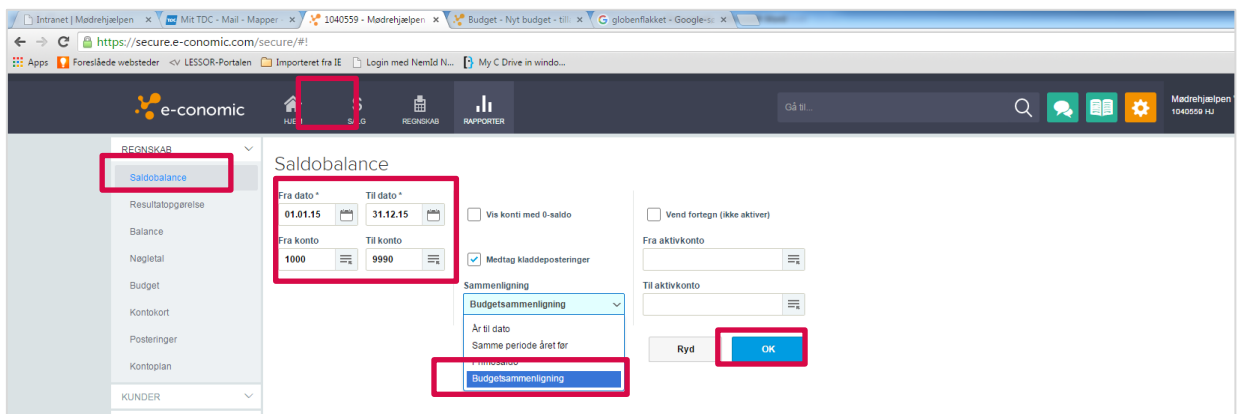 Intranet | Mødrehjælpen
Mit TDC - Mail - Mapper
1040559 - Mødrehjælpen
Budget - Nyt budget - till
globenflakket - Google-sø
https://secure.e-conomic.com/secure/#!
Apps Foreslåede websteder LESSOR-Portalen Importeret fra IE Login med NemId N... My C Drive in windo...
e-conomic
HJEM SALG REGNSKAB RAPPORTER
Gå til...
Mødrehjælpen
1040559 HJ
REGNSKAB
Saldobalance
Resultatopgørelse
Balance
Nøgletal
Budget
Kontokort
Posteringer
Kontoplan
KUNDER
Saldobalance
Fra dato * Til dato *
01.01.15 31.12.15
Fra konto Til konto
1000 9990
Vis konti med 0-saldo
Medtag kladdeposteringer
Sammenligning
Budgetsammenligning
År til dato
Samme periode året før
Primosaldo
Budgetsammenligning
Vend fortegn (ikke aktiver)
Fra aktivkonto
Til aktivkonto
Ryd OK